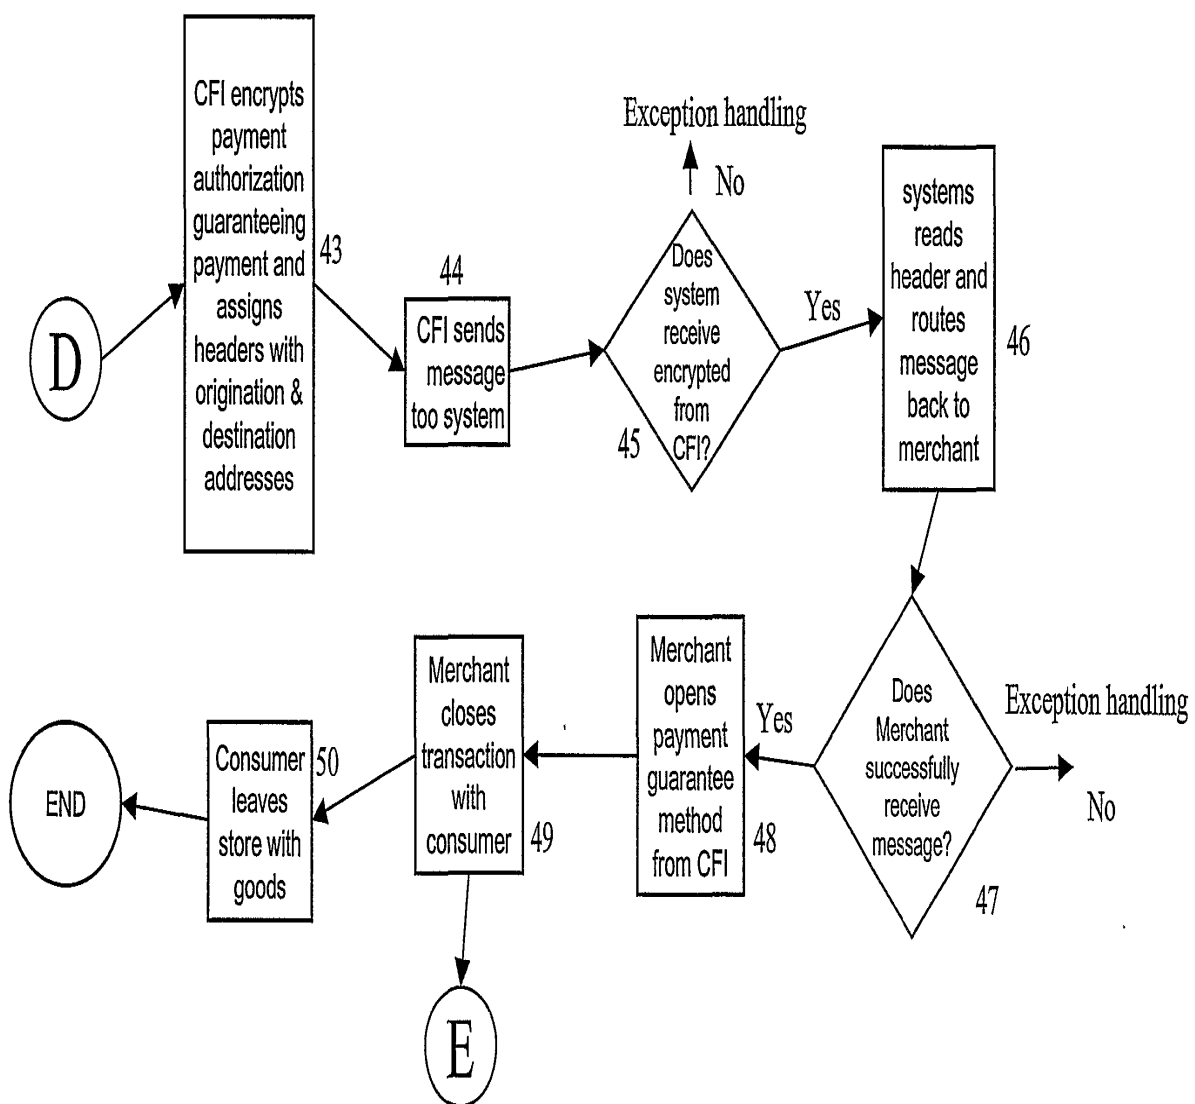 D
CFI encrypts
payment
authorization
guaranteeing
payment and
assigns
headers with
origination &
destination
addresses
43
44
CFI sends
message
too system
Exception handling
No
Does
system
receive
encrypted
from
CFI?
45
Yes
systems
reads
header and
routes
message
back to
merchant
46
Does
Merchant
successfully
receive
message?
47
Exception handling
No
Yes
Merchant
opens
payment
guarantee
method
from CFI
48
Merchant
closes
transaction
with
consumer
49
E
Consumer
leaves
store with
goods
50
END